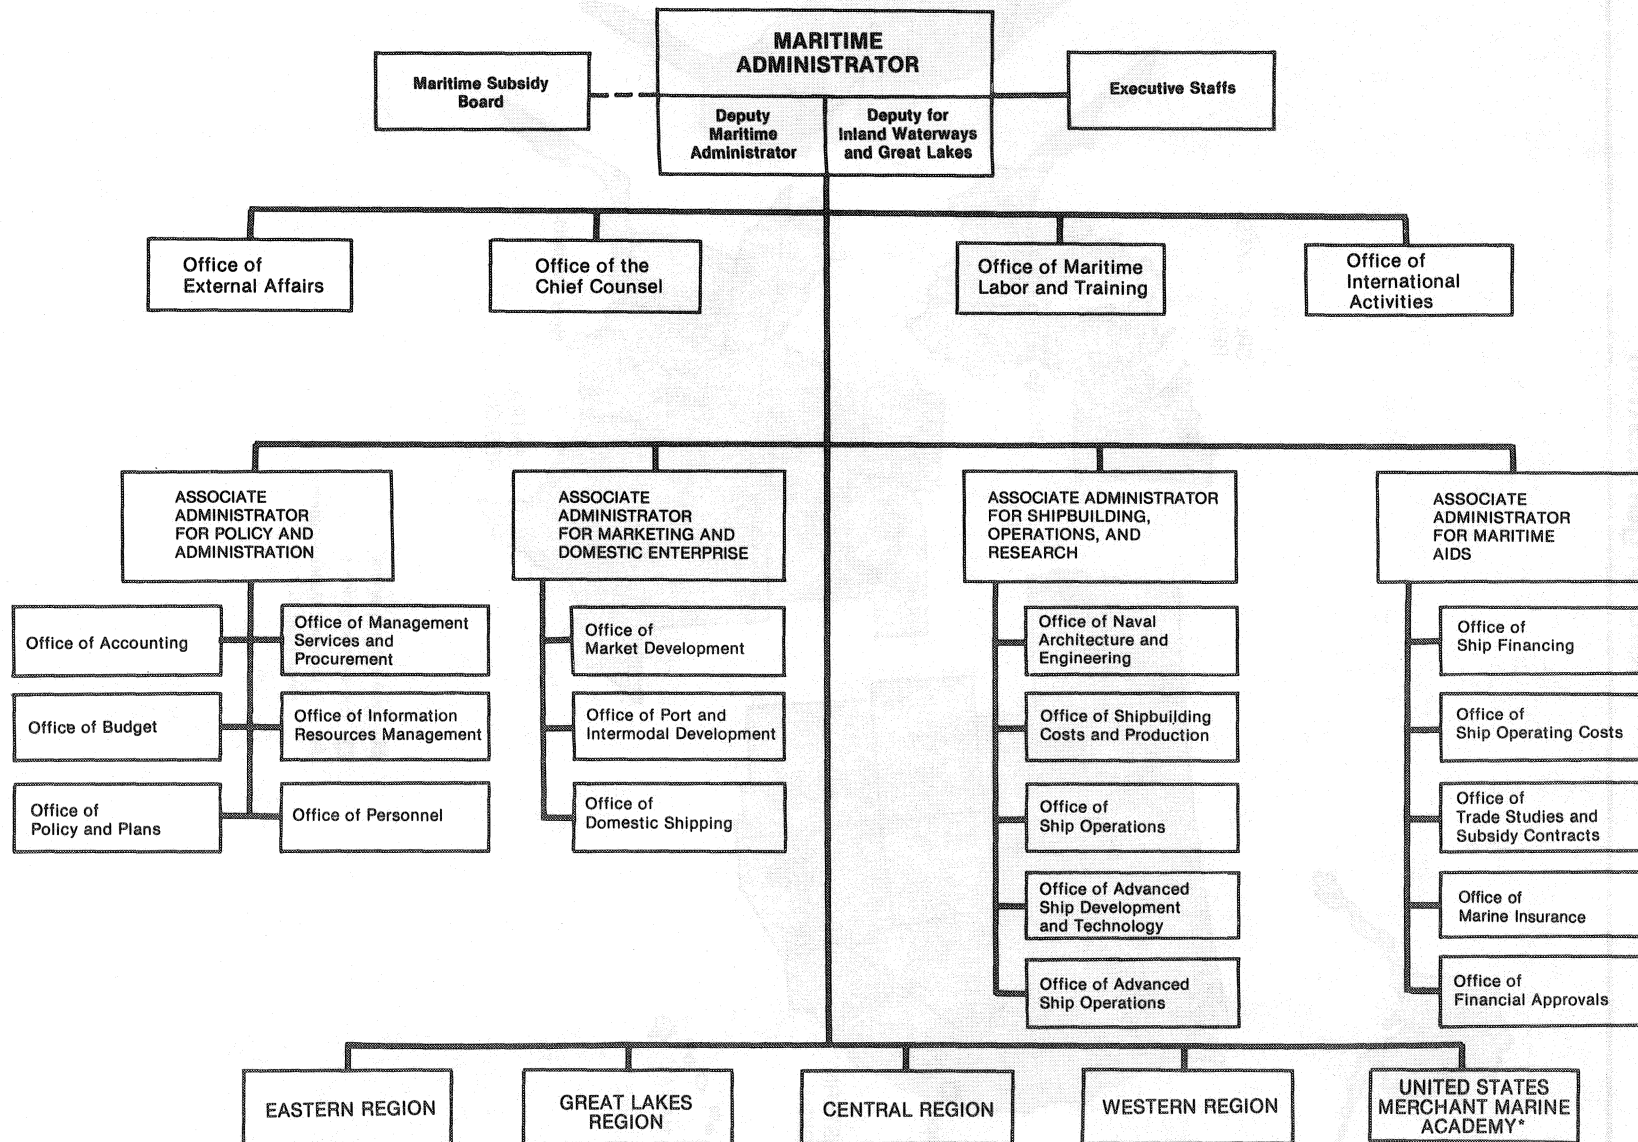 MARITIME
ADMINISTRATOR
Maritime Subsidy
Board
Executive Staffs
Deputy
Maritime
Administrator
Deputy for
Inland Waterways
and Great Lakes
Office of
External Affairs
Office of the
Chief Counsel
Office of Maritime
Labor and Training
Office of
International
Activities
ASSOCIATE
ADMINISTRATOR
FOR POLICY AND
ADMINISTRATION
ASSOCIATE
ADMINISTRATOR
FOR MARKETING AND
DOMESTIC ENTERPRISE
ASSOCIATE ADMINISTRATOR
FOR SHIPBUILDING,
OPERATIONS, AND
RESEARCH
ASSOCIATE
ADMINISTRATOR
FOR MARITIME
AIDS
Office of Accounting
Office of Management
Services and
Procurement
Office of Budget
Office of Information
Resources Management
Office of
Policy and Plans
Office of Personnel
Office of
Market Development
Office of Port and
Intermodal Development
Office of
Domestic Shipping
Office of Naval
Architecture and
Engineering
Office of Shipbuilding
Costs and Production
Office of
Ship Operations
Office of Advanced
Ship Development
and Technology
Office of Advanced
Ship Operations
Office of
Ship Financing
Office of
Ship Operating Costs
Office of
Trade Studies and
Subsidy Contracts
Office of
Marine Insurance
Office of
Financial Approvals
EASTERN REGION
GREAT LAKES
REGION
CENTRAL REGION
WESTERN REGION
UNITED STATES
MERCHANT MARINE
ACADEMY*